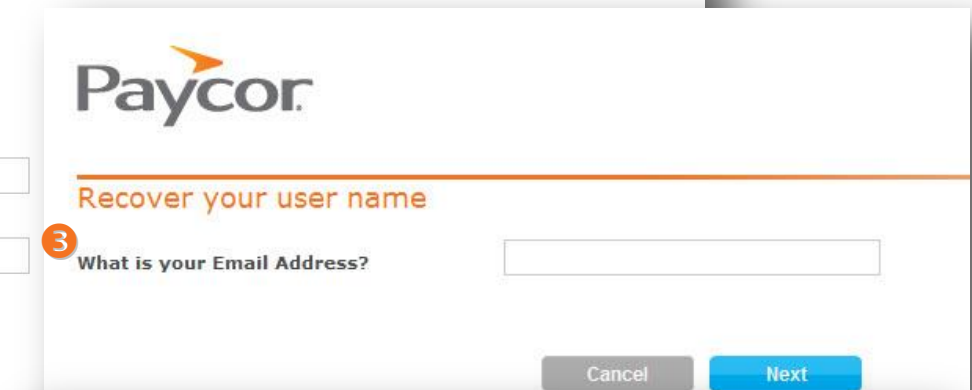 Paycor
Recover your user name
3
What is your Email Address?
Cancel Next